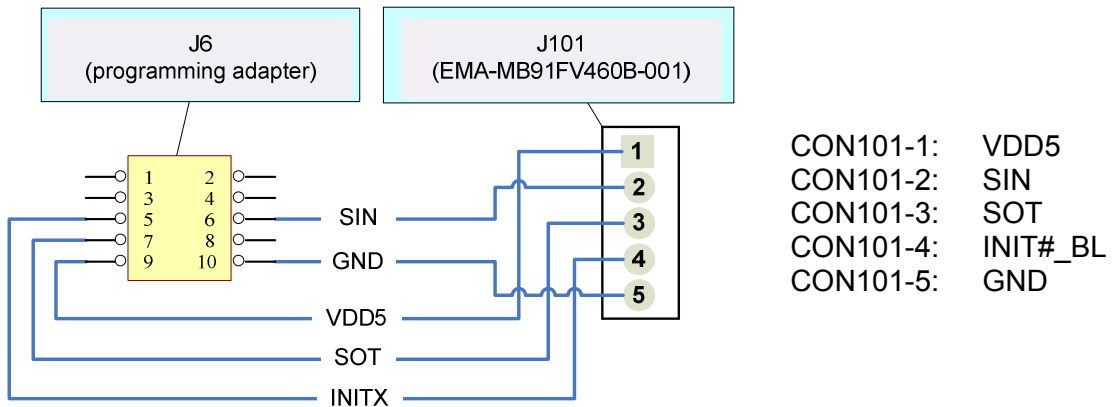 J6
(programming adapter)
J101
(EMA-MB91FV460B-001)
1 2
3 4
5 6
7 8
9 10
SIN
GND
VDD5
SOT
INITX
1
2
3
4
5
CON101-1: VDD5
CON101-2: SIN
CON101-3: SOT
CON101-4: INIT#_BL
CON101-5: GND